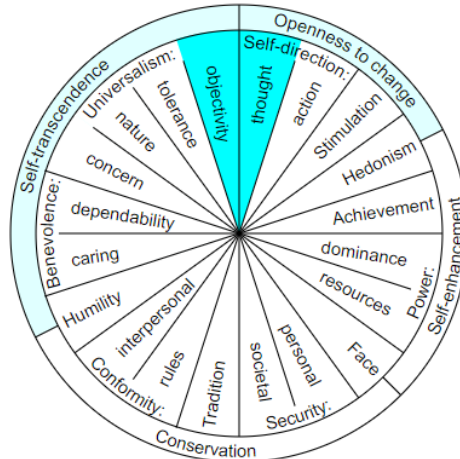 Openness to change
Self-direction:
thought
action
Stimulation
Hedonism
Self-enhancement
Achievement
Power:
dominance
resources
Face
Conservation
Security:
personal
societal
Tradition
Conformity:
rules
interpersonal
Humility
Self-transcendence
Benevolence:
caring
dependability
Universalism:
concern
nature
tolerance
objectivity